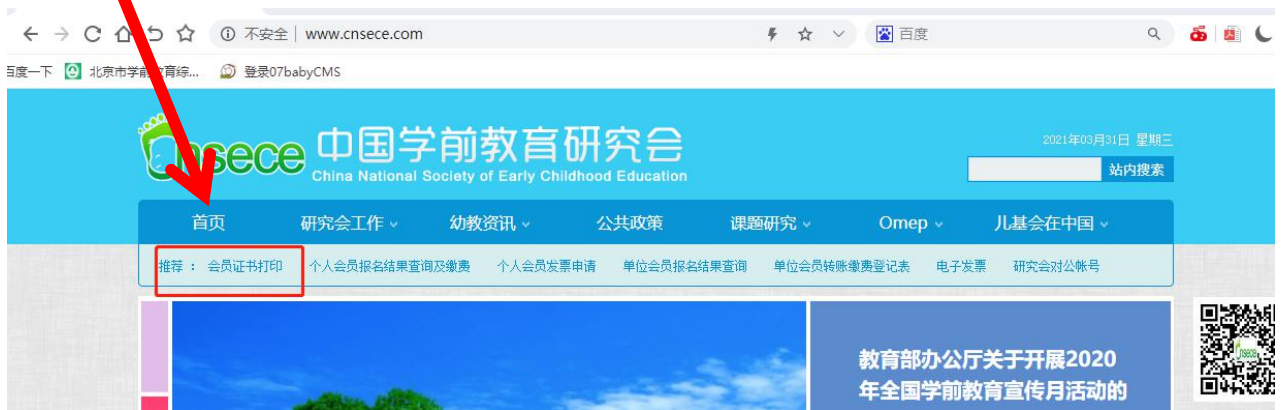 不安全 www.cnsece.com 百度
百度一下 北京市学前教育综... 登录07babyCMS
Cnsece 中国学前教育研究会
China National Society of Early Childhood Education
2021年03月31日 星期三
站内搜索
首页 研究会工作 幼教资讯 公共政策 课题研究 Omep 儿基会在中国
推荐 ： 会员证书打印 个人会员报名结果查询及缴费 个人会员发票申请 单位会员报名结果查询 单位会员转账缴费登记表 电子发票 研究会对公帐号
教育部办公厅关于开展2020
年全国学前教育宣传月活动的